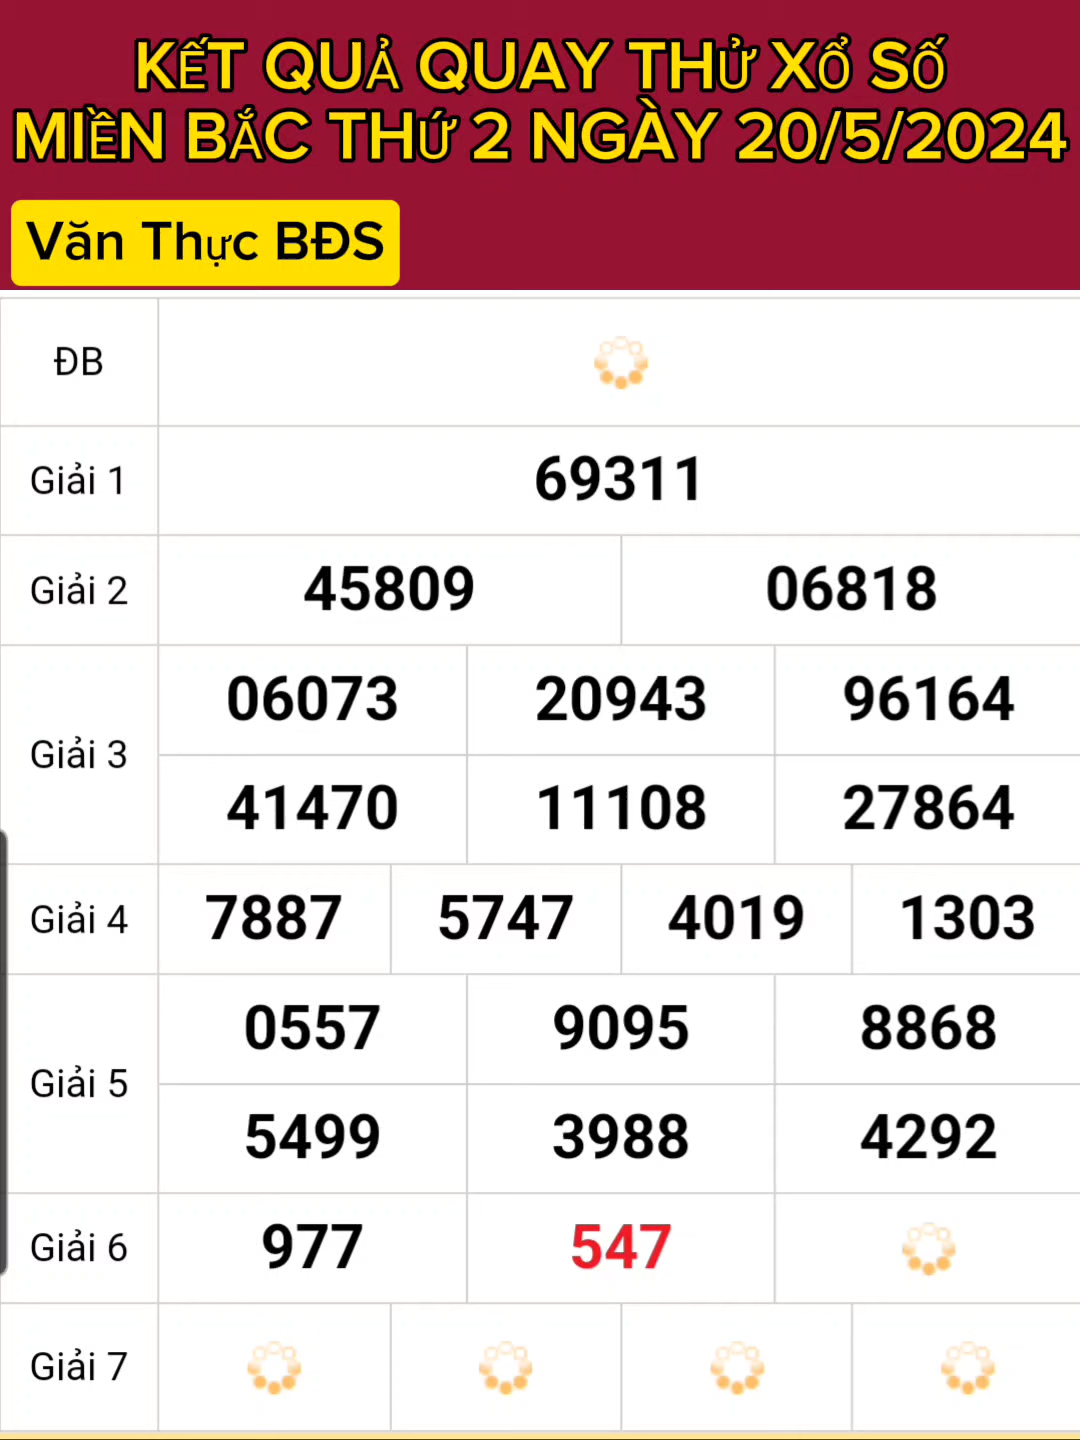 KẾT QUẢ QUAY THỬ XỔ SỐ
MIỀN BẮC THỨ 2 NGÀY 20/5/2024
Văn Thực BĐS
ĐB
Giải 1 69311
Giải 2 45809 06818
06073 20943 96164
Giải 3
41470 11108 27864
Giải 4 7887 5747 4019 1303
0557 9095 8868
Giải 5
5499 3988 4292
Giải 6 977 547
Giải 7